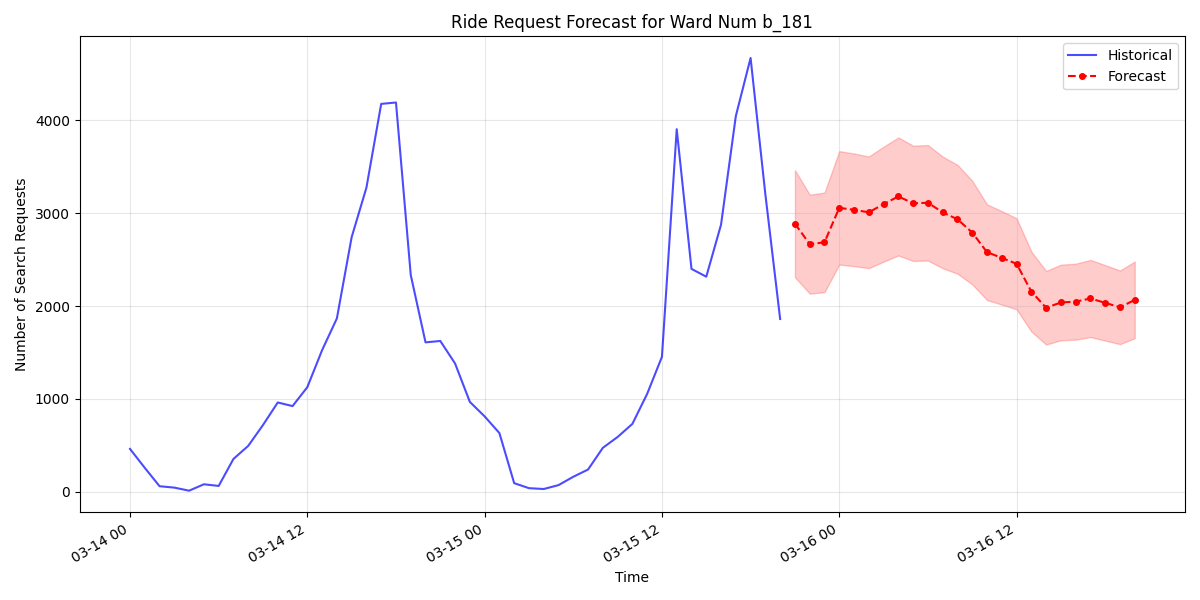 Ride Request Forecast for Ward Num b_181
Historical
Forecast
Number of Search Requests
4000
3000
2000
1000
0
03-14 00
03-14 12
03-15 00
03-15 12
03-16 00
03-16 12
Time